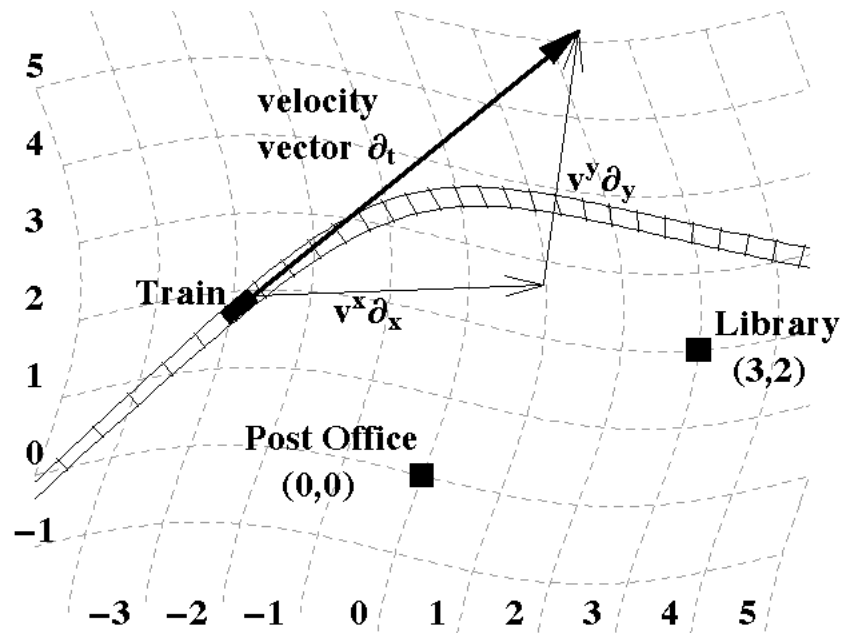 5
velocity
vector ∂t
4
vʸ∂y
3
Train
2
vˣ∂x
Library
(3,2)
1
Post Office
(0,0)
0
−1
−3 −2 −1 0 1 2 3 4 5